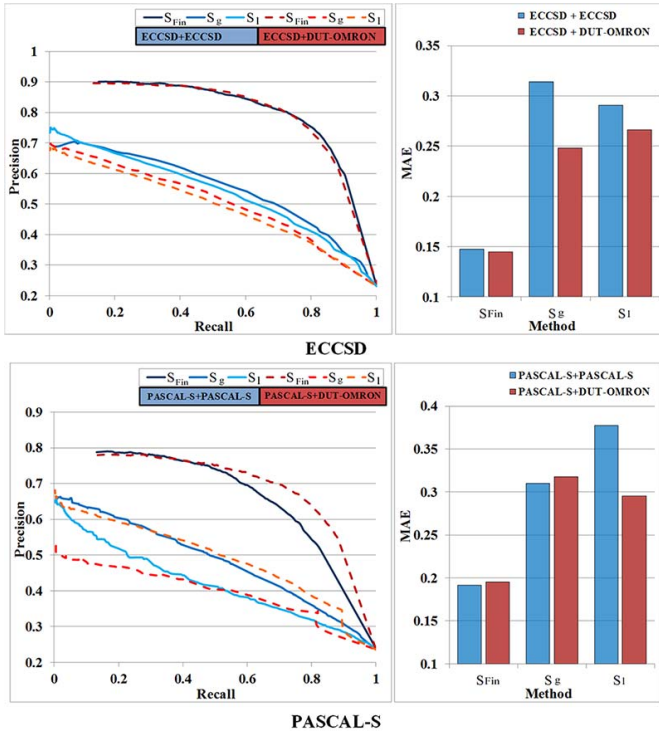 S_Fin S_g S_l S_Fin S_g S_l
ECCSD+ECCSD ECCSD+DUT-OMRON
1
0.9
0.8
0.7
0.6
0.5
0.4
0.3
0.2
0 0.2 0.4 0.6 0.8 1
Precision
Recall
ECCSD + ECCSD
ECCSD + DUT-OMRON
0.35
0.3
0.25
0.2
0.15
0.1
MAE
S_Fin S_g S_l
Method
ECCSD
S_Fin S_g S_l S_Fin S_g S_l
PASCAL-S+PASCAL-S PASCAL-S+DUT-OMRON
0.9
0.8
0.7
0.6
0.5
0.4
0.3
0.2
0 0.2 0.4 0.6 0.8 1
Precision
Recall
PASCAL-S+PASCAL-S
PASCAL-S+DUT-OMRON
0.4
0.35
0.3
0.25
0.2
0.15
0.1
MAE
S_Fin S_g S_l
Method
PASCAL-S